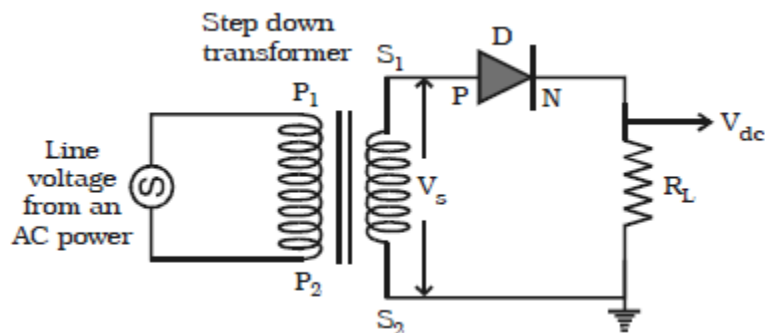 Step down
transformer
S1
D
P1
P
N
Vdc
Line
voltage
from an
AC power
S
Vs
RL
P2
S2